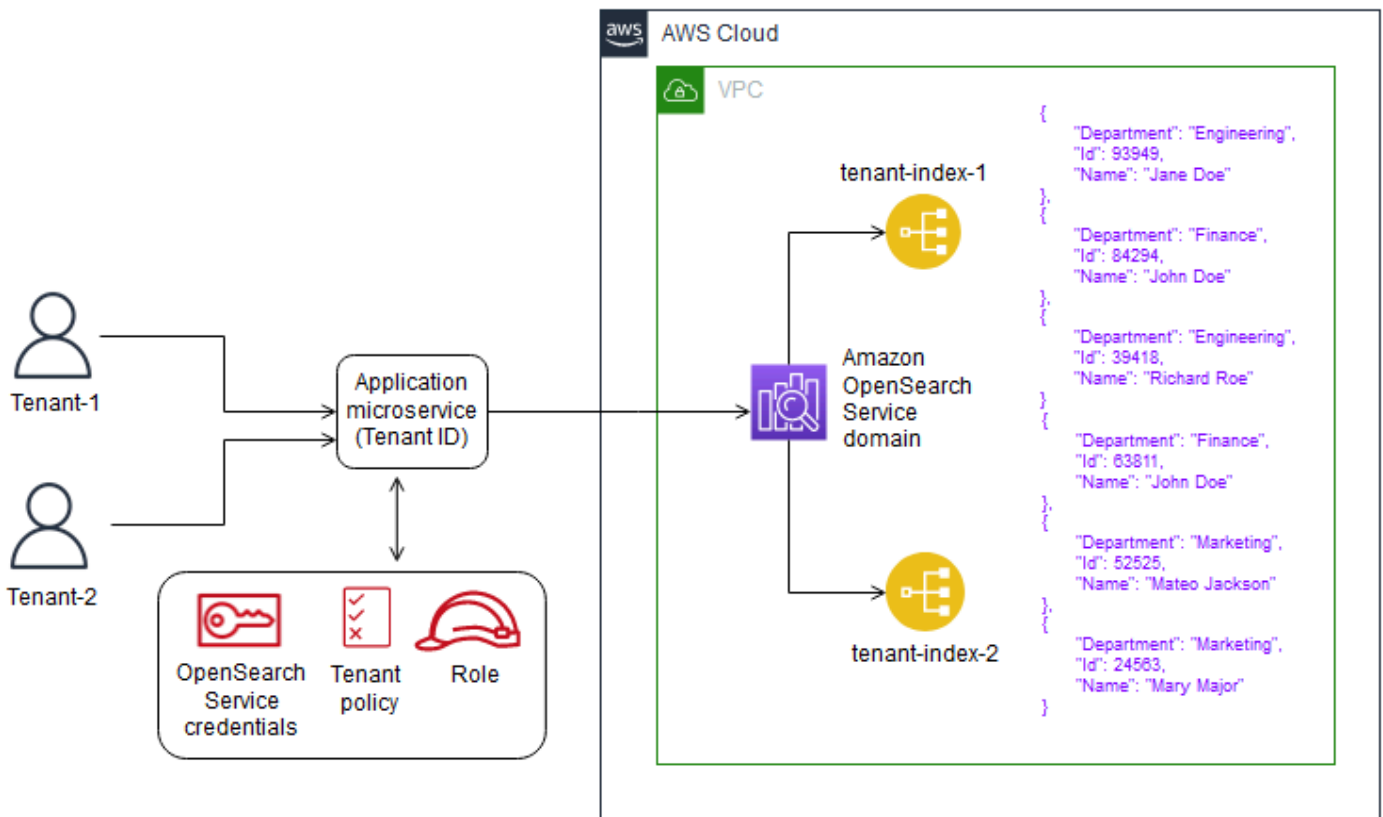 aws
AWS Cloud
VPC
{
"Department": "Engineering",
"Id": 93949,
"Name": "Jane Doe"
},
{
"Department": "Finance",
"Id": 84294,
"Name": "John Doe"
},
{
"Department": "Engineering",
"Id": 39418,
"Name": "Richard Roe"
}
{
"Department": "Finance",
"Id": 63811,
"Name": "John Doe"
},
{
"Department": "Marketing",
"Id": 52525,
"Name": "Mateo Jackson"
},
{
"Department": "Marketing",
"Id": 24563,
"Name": "Mary Major"
}
tenant-index-1
Amazon
OpenSearch
Service
domain
tenant-index-2
Tenant-1
Tenant-2
Application
microservice
(Tenant ID)
OpenSearch
Service
credentials
Tenant
policy
Role